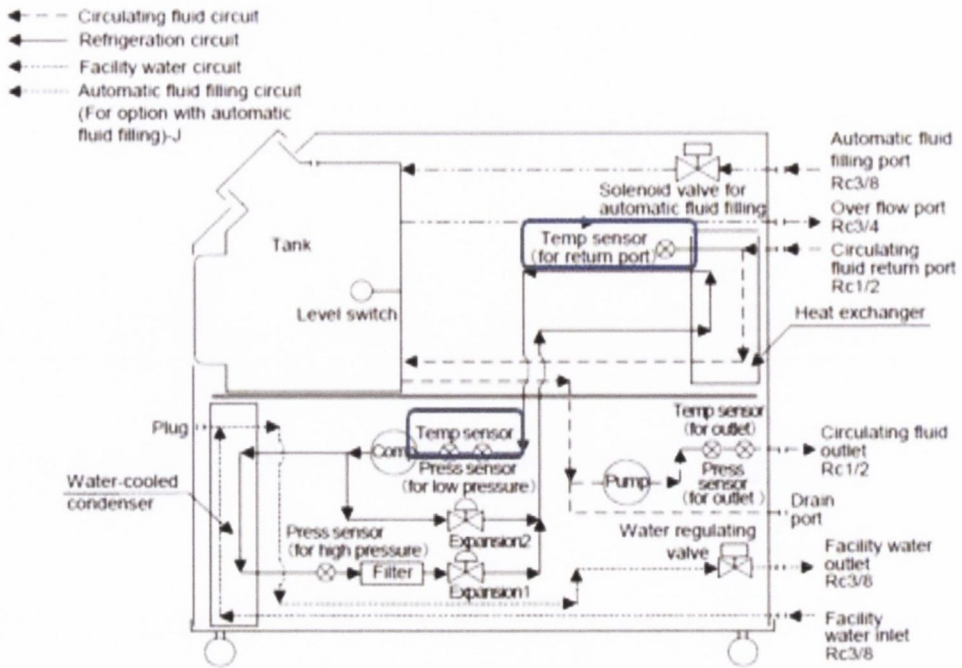 Circulating fluid circuit
Refrigeration circuit
Facility water circuit
Automatic fluid filling circuit
(For option with automatic
fluid filling)-J
Automatic fluid
filling port
Rc3/8
Solenoid valve for
automatic fluid filling
Over flow port
Rc3/4
Tank
Temp sensor
(for return port)
Circulating
fluid return port
Rc1/2
Level switch
Heat exchanger
Plug
Temp sensor
Press sensor
(for low pressure)
Temp sensor
(for outlet)
Pump
Press
sensor
(for outlet)
Circulating fluid
outlet
Rc1/2
Water-cooled
condenser
Drain
port
Press sensor
(for high pressure)
Expansion2
Water regulating
valve
Filter
Expansion1
Facility water
outlet
Rc3/8
Facility
water inlet
Rc3/8